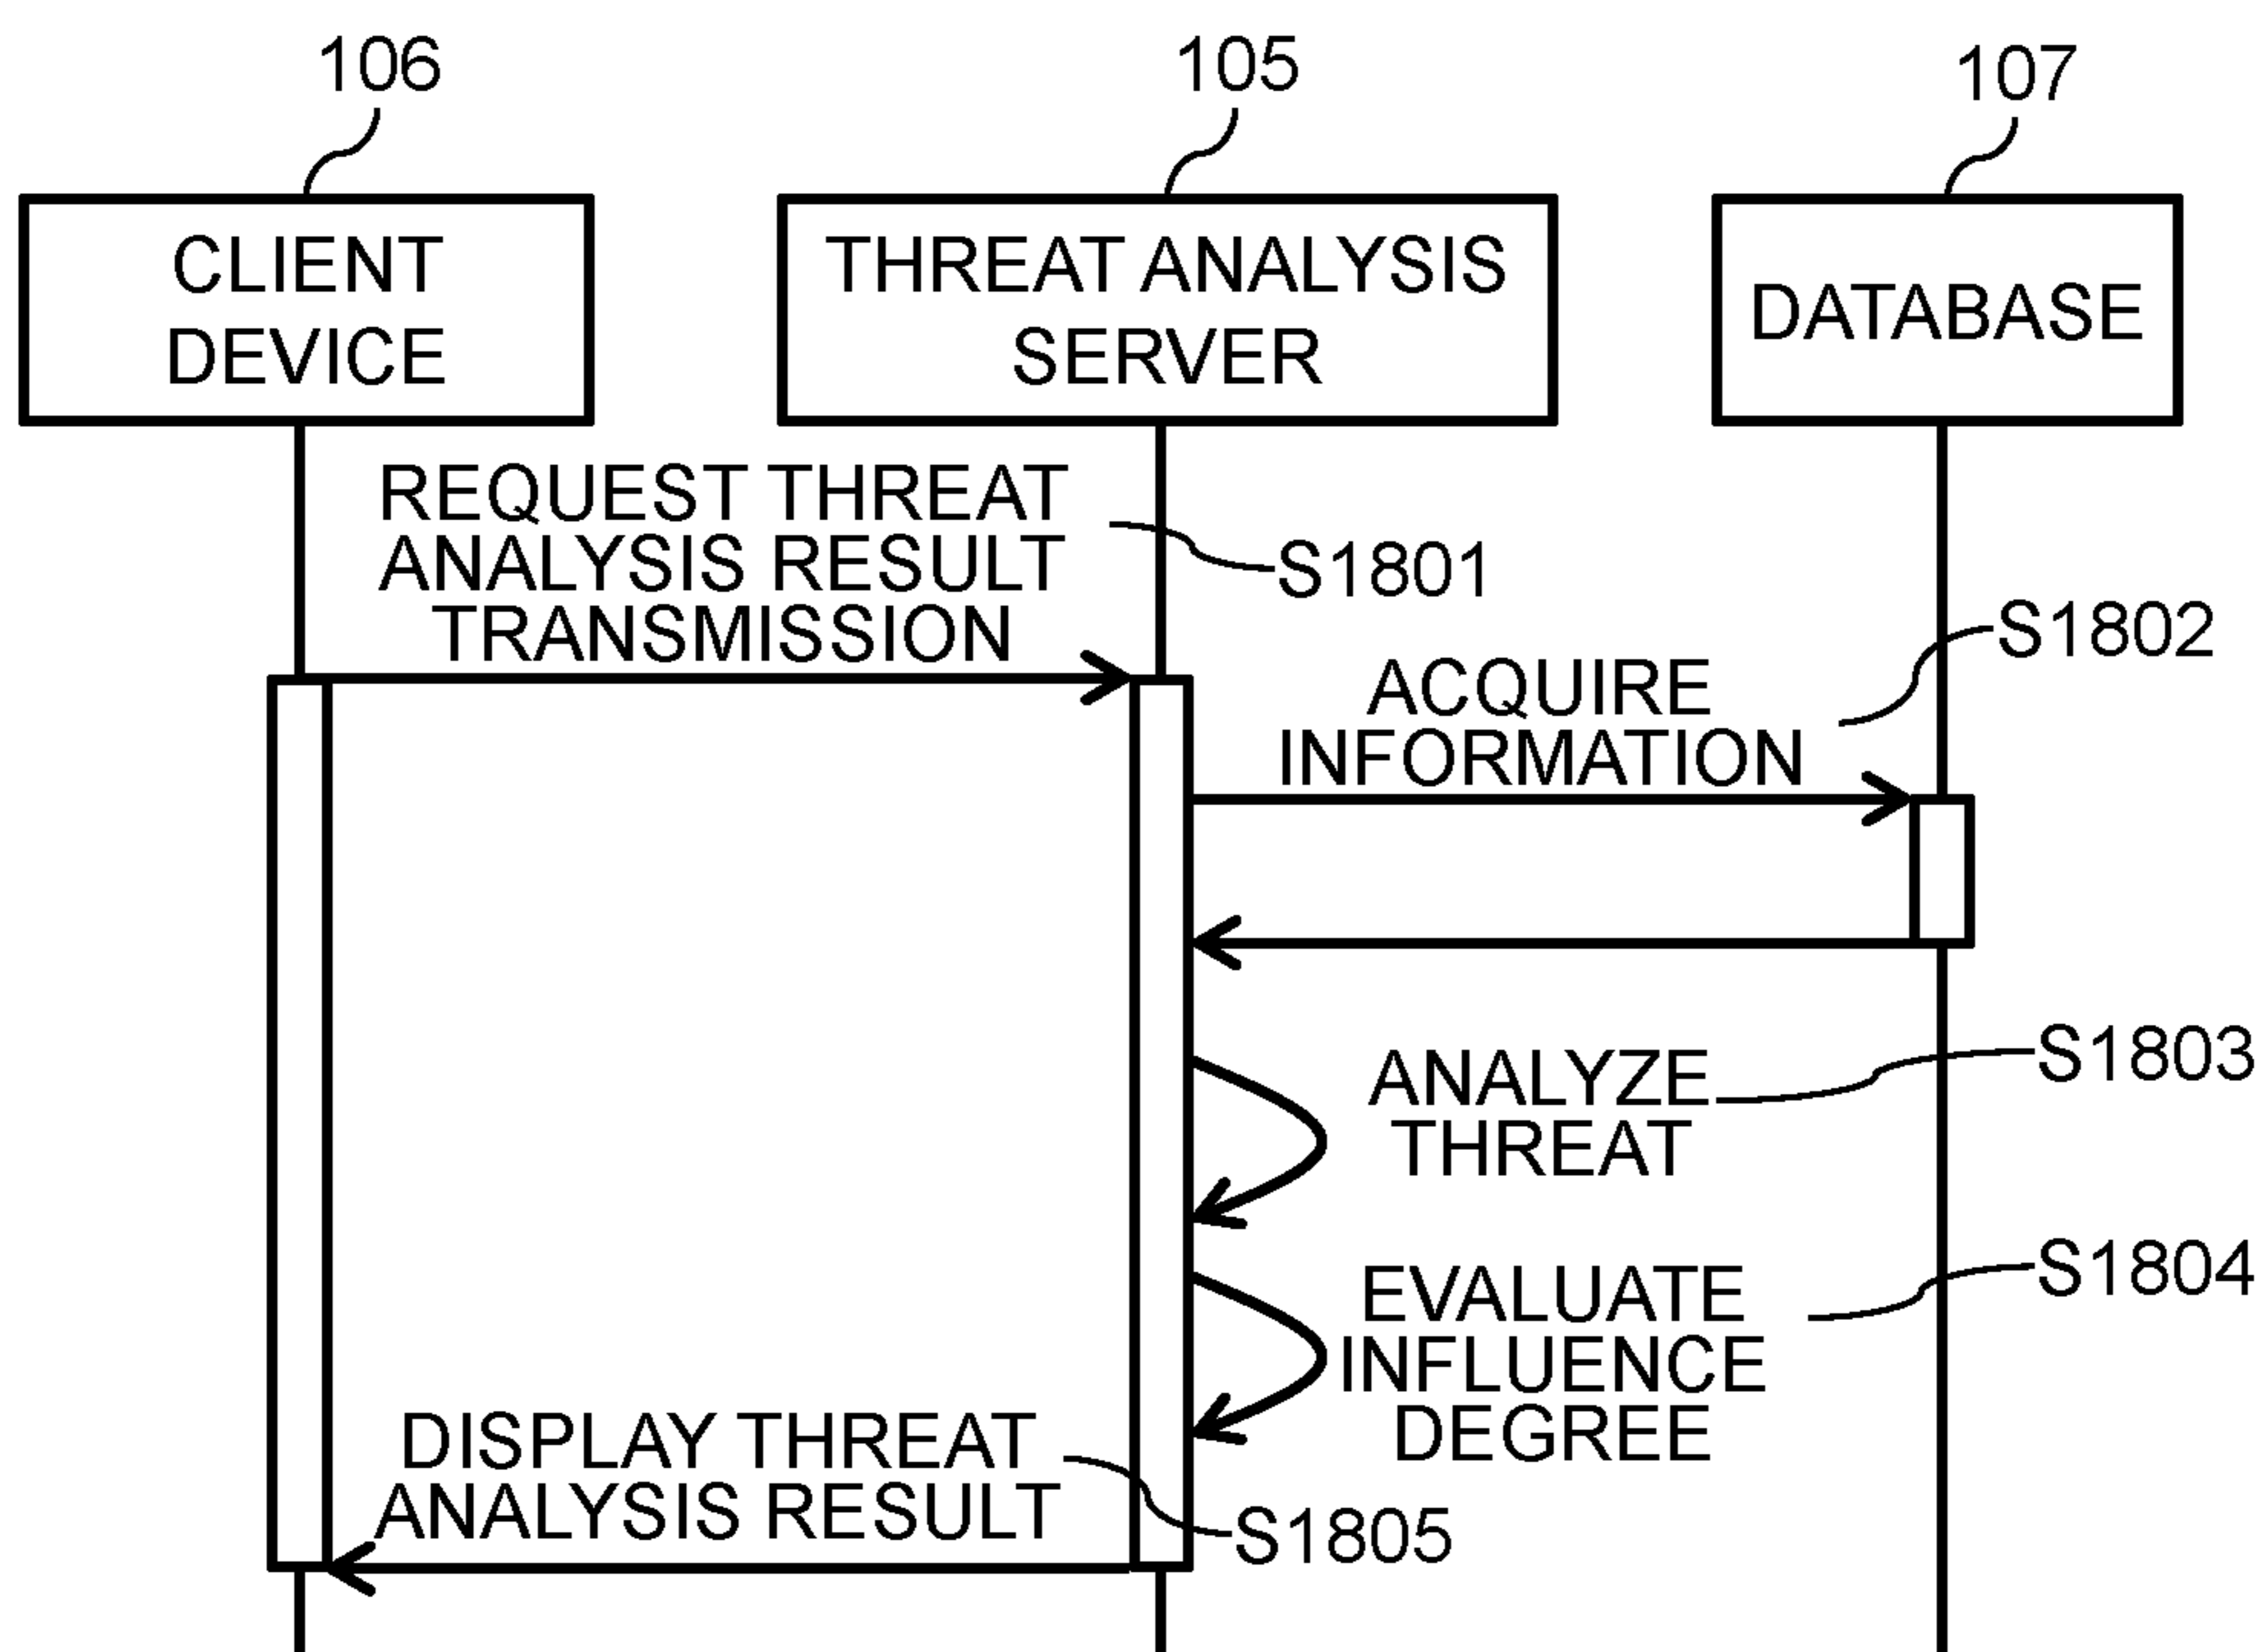 106
105
107
CLIENT
DEVICE
THREAT ANALYSIS
SERVER
DATABASE
REQUEST THREAT
ANALYSIS RESULT
TRANSMISSION
S1801
S1802
ACQUIRE
INFORMATION
S1803
ANALYZE
THREAT
S1804
EVALUATE
INFLUENCE
DEGREE
DISPLAY THREAT
ANALYSIS RESULT
S1805